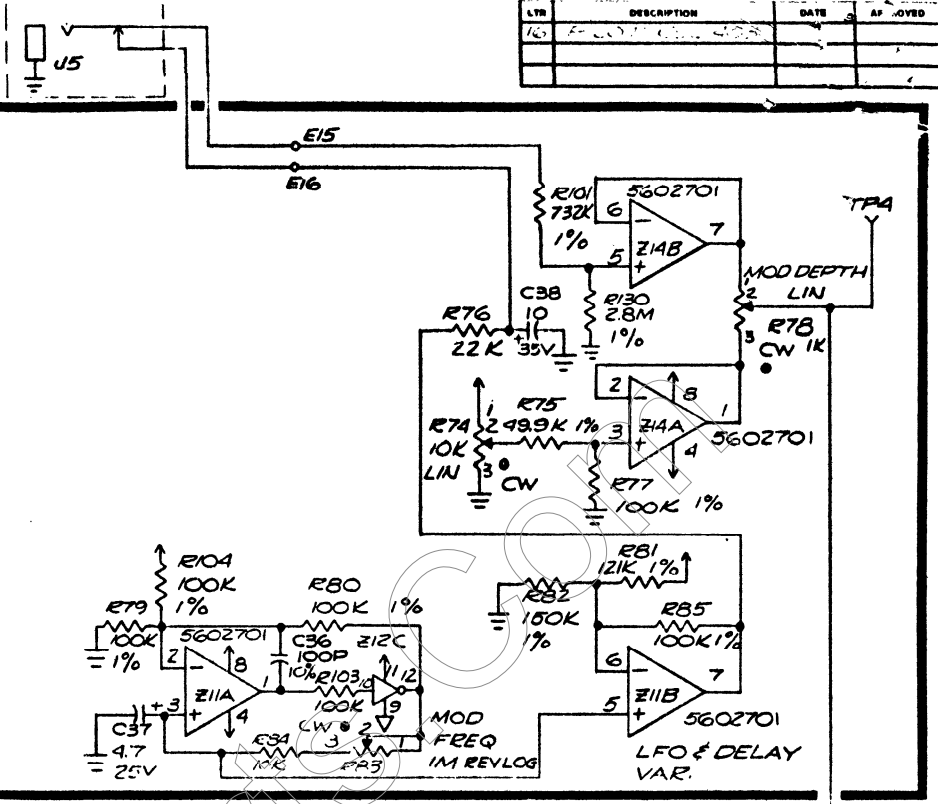 LTR DESCRIPTION DATE
16
J5
E15
E16
R101
732K
1%
5602701
6
7
Z14B
5
TP4
MOD DEPTH
LIN
1
2
3
R78
1K
CW
R130
2.8M
1%
C38
10
+
35V
R76
22K
8
2
1
Z14A
3
4
5602701
R74
10K
LIN
1
2
3
CW
R75
49.9K 1%
R77
100K 1%
R104
100K
1%
R79
100K
1%
R80
100K 1%
5602701
C36
100P
10%
Z12C
2
8
Z11A
1
3
4
R103
100K
10
11
12
9
C37
+
4.7
25V
CW
R84
3
2
1
R83
MOD
FREQ
1M REVLOG
R81
121K 1%
R82
150K
1%
R85
100K 1%
6
7
Z11B
5
5602701
LFO & DELAY
VAR.